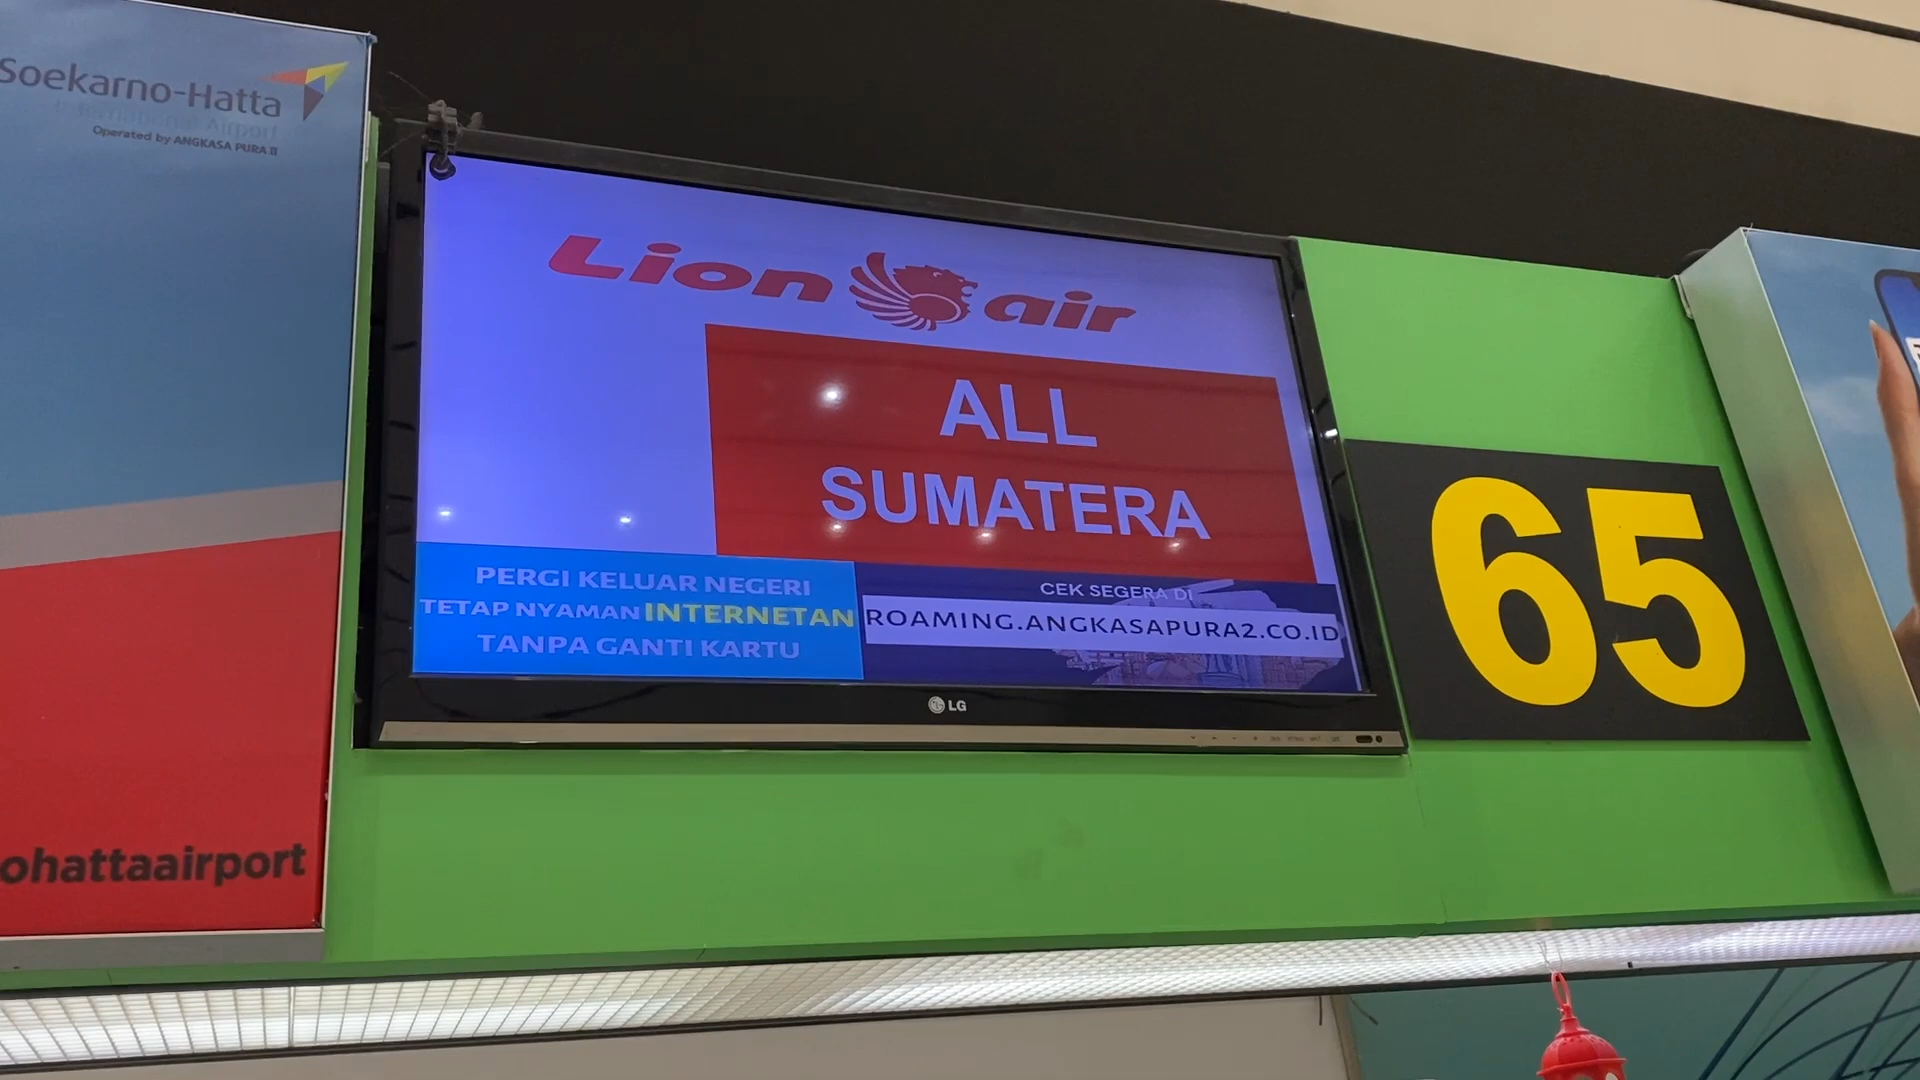 Soekarno-Hatta
International Airport
Operated by ANGKASA PURA II
ohattaairport
Lion air
ALL
SUMATERA
PERGI KELUAR NEGERI
TETAP NYAMAN INTERNETAN
TANPA GANTI KARTU
CEK SEGERA DI
ROAMING.ANGKASAPURA2.CO.ID
LG
65